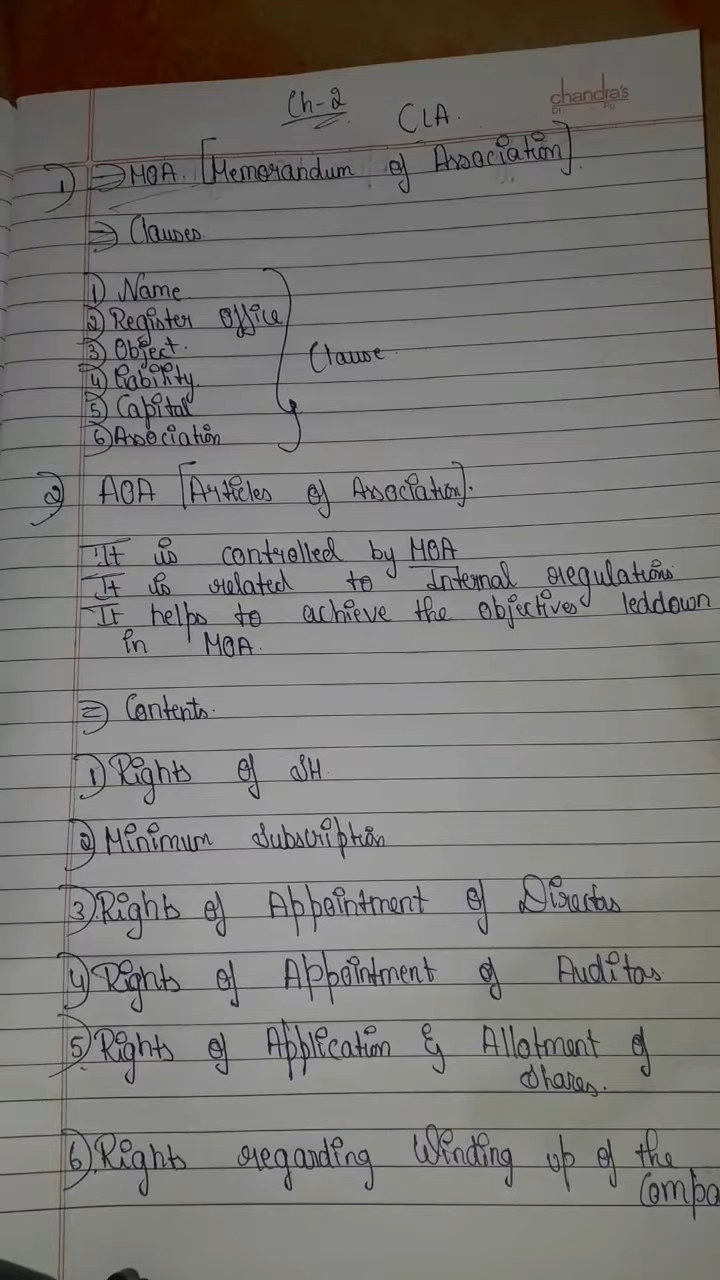 chandra's
Ch-2
CLA.
1) => MOA. [Memorandum of Association].
=> Clauses.
1) Name
2) Register office
3) Object.
4) Liability.
5) Capital
6) Association
Clause.
2) AOA [Articles of Association].
It is controlled by MOA
It is related to Internal regulations
It helps to achieve the objectives leddown
in MOA.
=> Contents.
1) Rights of SH.
2) Minimum Subscription
3) Rights of Appointment of Directors
4) Rights of Appointment of Auditors.
5) Rights of Application & Allotment of
Shares.
6) Rights regarding Winding up of the
Compa